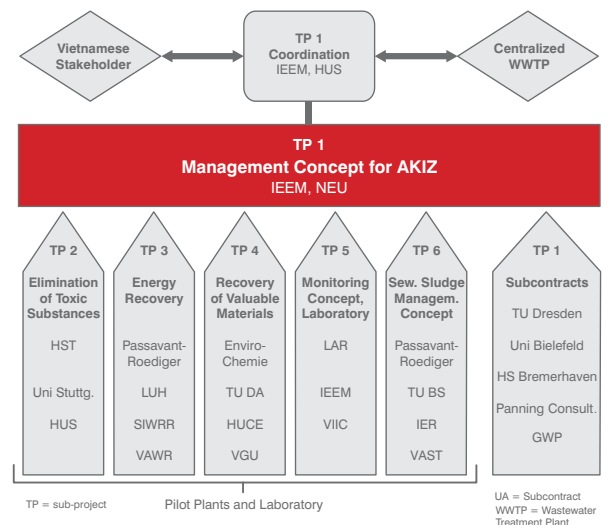 Vietnamese
Stakeholder
TP 1
Coordination
IEEM, HUS
Centralized
WWTP
TP 1
Management Concept for AKIZ
IEEM, NEU
TP 2
Elimination
of Toxic
Substances
HST
Uni Stuttg.
HUS
TP 3
Energy
Recovery
Passavant-
Roediger
LUH
SIWRR
VAWR
TP 4
Recovery
of Valuable
Materials
Enviro-
Chemie
TU DA
HUCE
VGU
TP 5
Monitoring
Concept,
Laboratory
LAR
IEEM
VIIC
TP 6
Sew. Sludge
Managem.
Concept
Passavant-
Roediger
TU BS
IER
VAST
TP 1
Subcontracts
TU Dresden
Uni Bielefeld
HS Bremerhaven
Panning Consult.
GWP
TP = sub-project
Pilot Plants and Laboratory
UA = Subcontract
WWTP = Wastewater
Treatment Plant